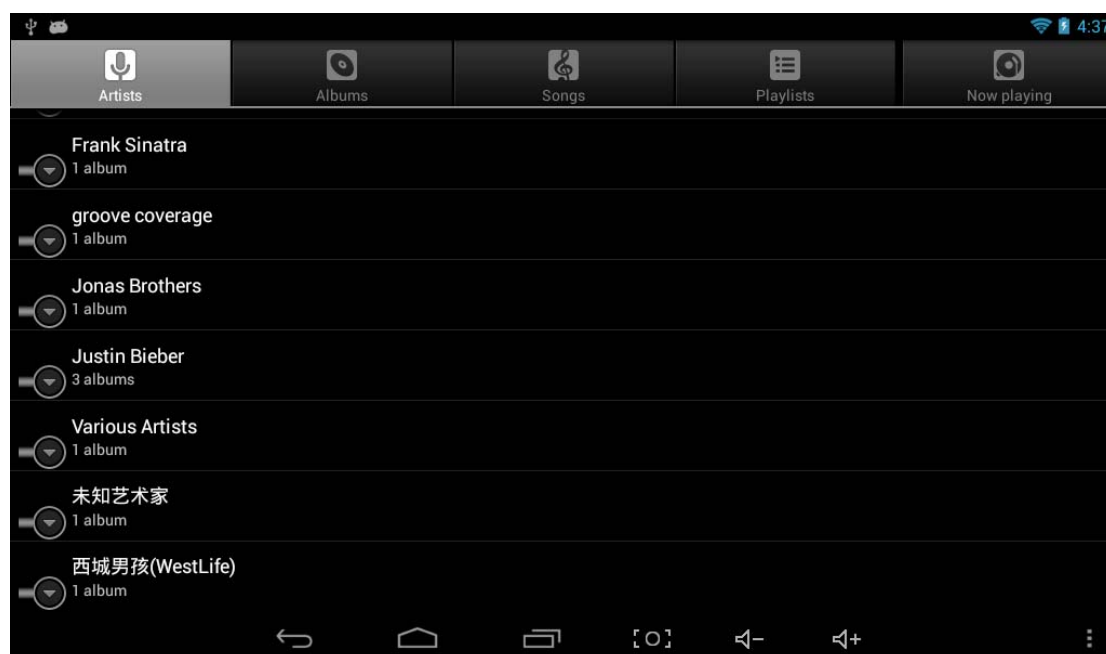 4:37
Artists
Albums
Songs
Playlists
Now playing
Frank Sinatra
1 album
groove coverage
1 album
Jonas Brothers
1 album
Justin Bieber
3 albums
Various Artists
1 album
未知艺术家
1 album
西城男孩(WestLife)
1 album